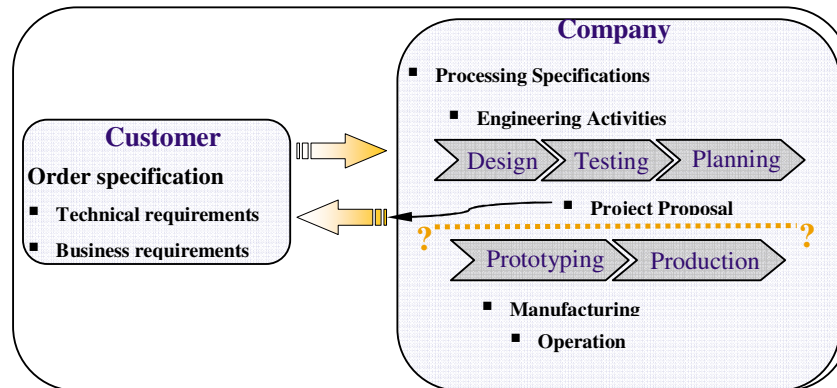 Company
▪ Processing Specifications
▪ Engineering Activities
Design Testing Planning
▪ Project Proposal
? ?
Prototyping Production
▪ Manufacturing
▪ Operation
Customer
Order specification
▪ Technical requirements
▪ Business requirements